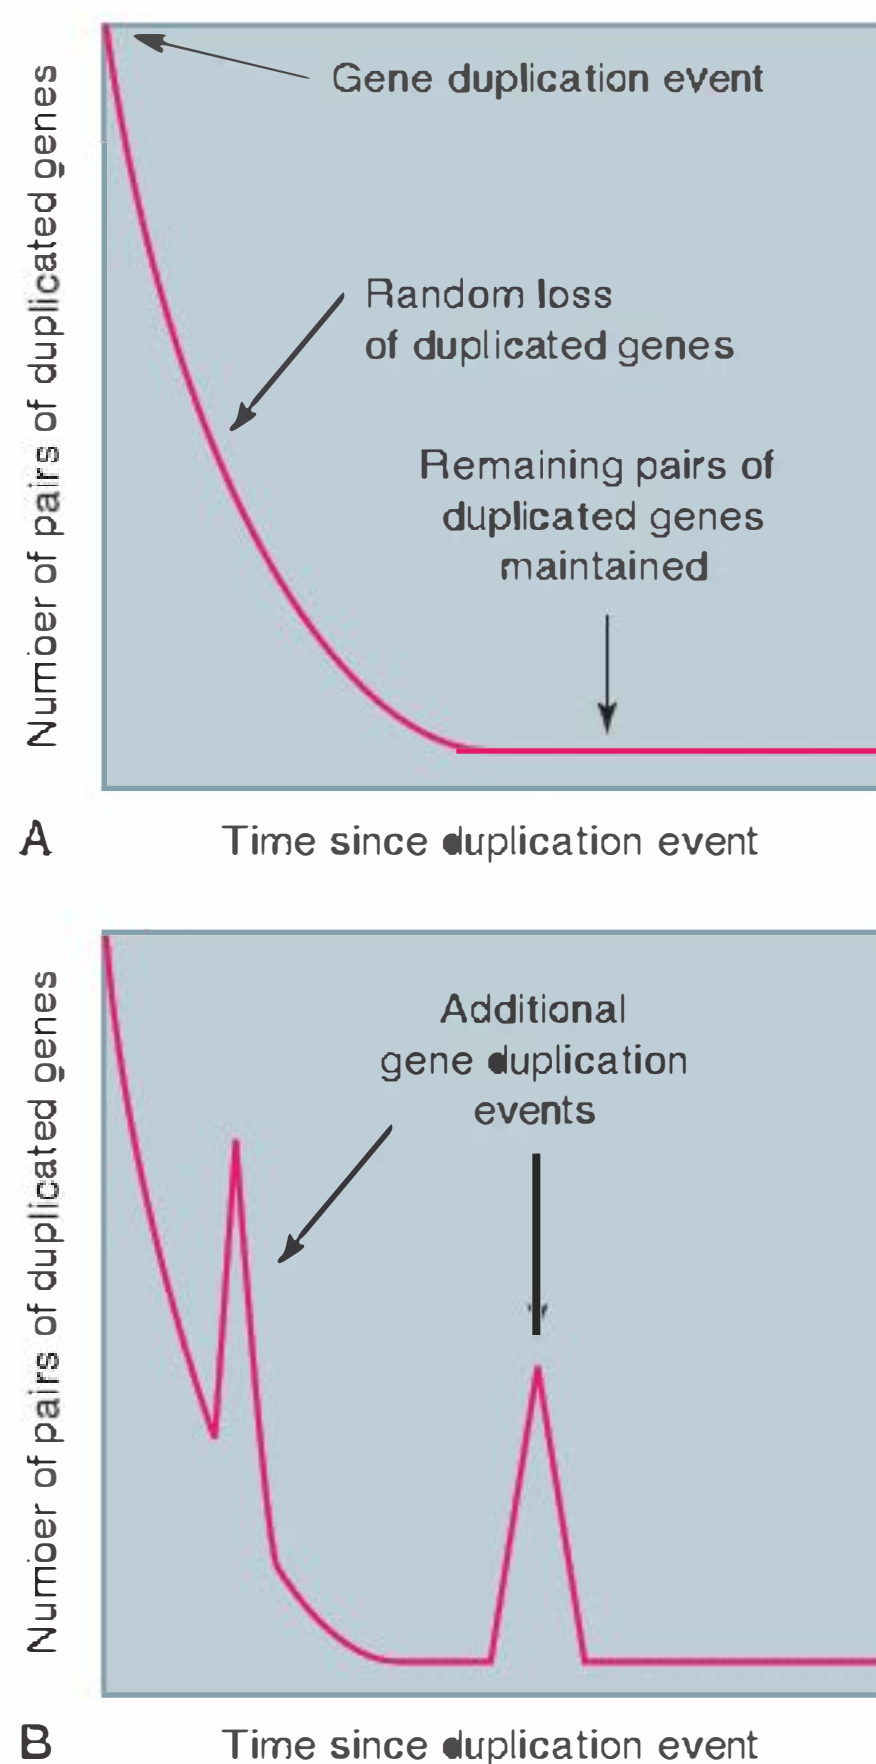 Number of pairs of duplicated genes
Gene duplication event
Random loss
of duplicated genes
Remaining pairs of
duplicated genes
maintained
A
Time since duplication event
Number of pairs of duplicated genes
Additional
gene duplication
events
B
Time since duplication event